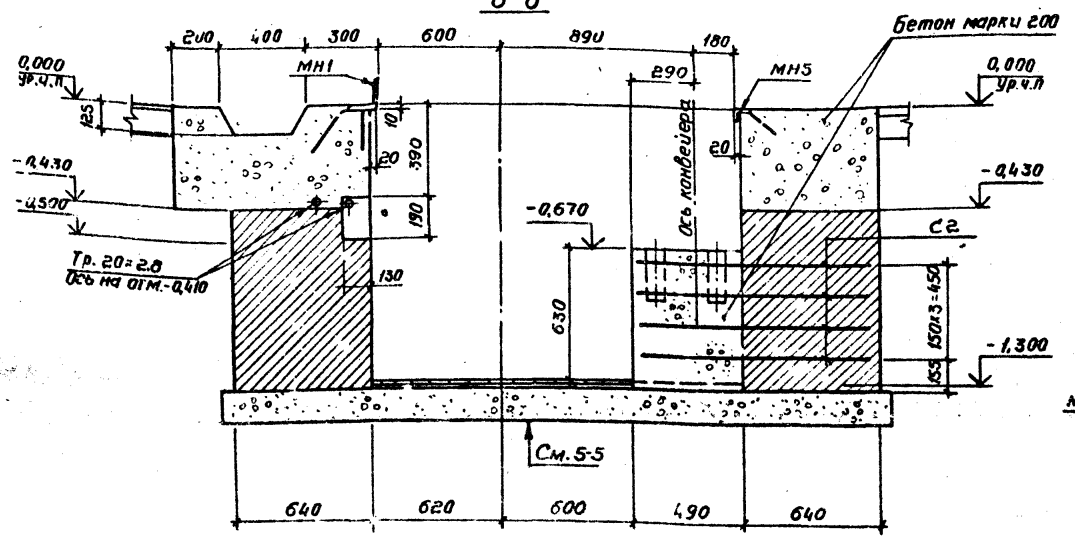 200 400 300 600 890 180
Бетон марки 200
0,000
Ур.ч.п
МН1
290
МН5
0,000
Ур.ч.п
125
10
20
390
190
Ось конвейера
20
-0,430
-0,500
-0,430
-0,670
С2
Тр. 20×2.8
Ось на отм.-0,410
130
630
150×3=450
155
-1,300
См. 5-5
640 620 600 490 640